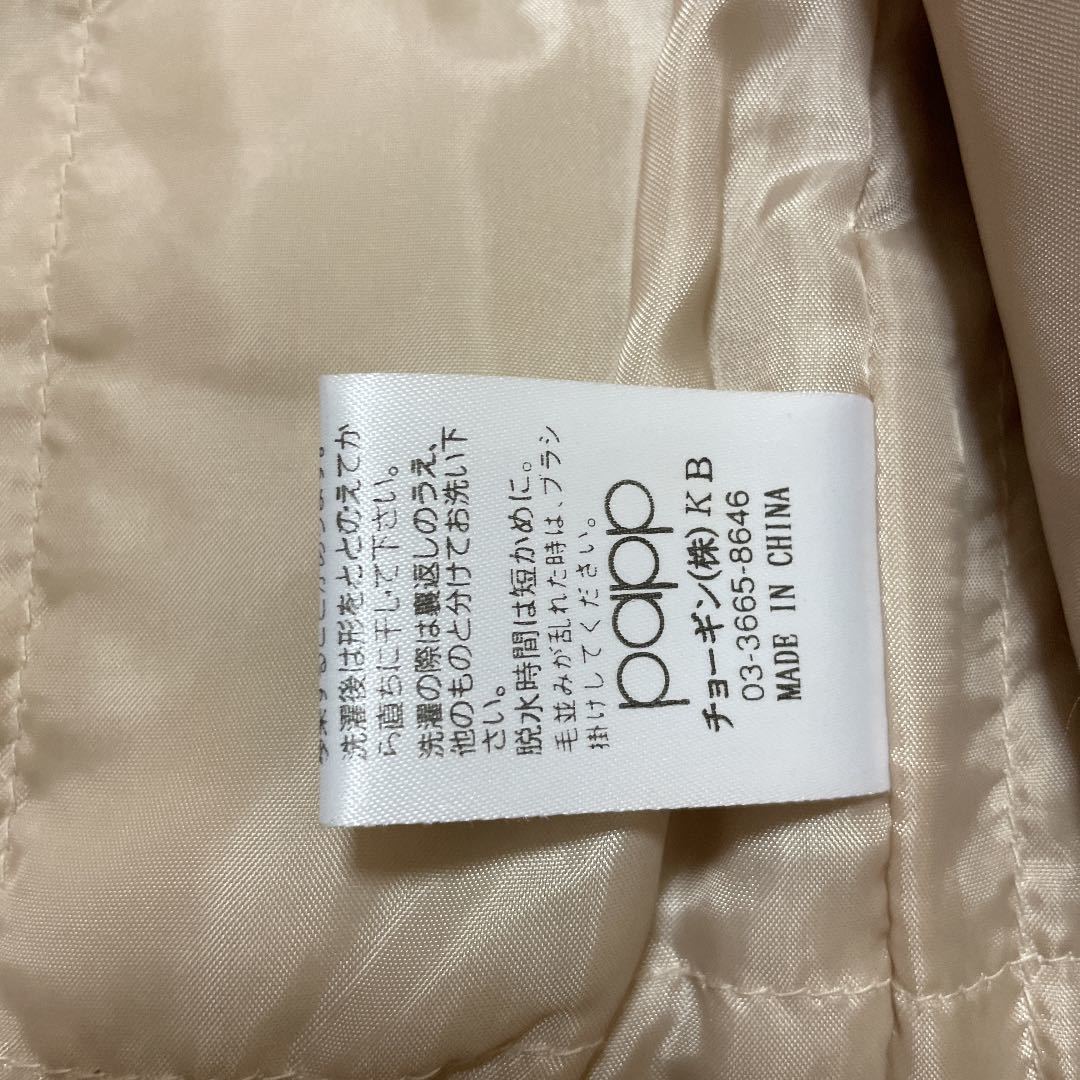 洗濯後は形をととのえてか
ら直ちに干して下さい。
洗濯の際は裏返しのうえ、
他のものと分けてお洗い下
さい。
脱水時間は短かめに。
毛並みが乱れた時は、ブラシ
掛けしてください。
papp
チョーギン(株)KB
03-3665-8646
MADE IN CHINA